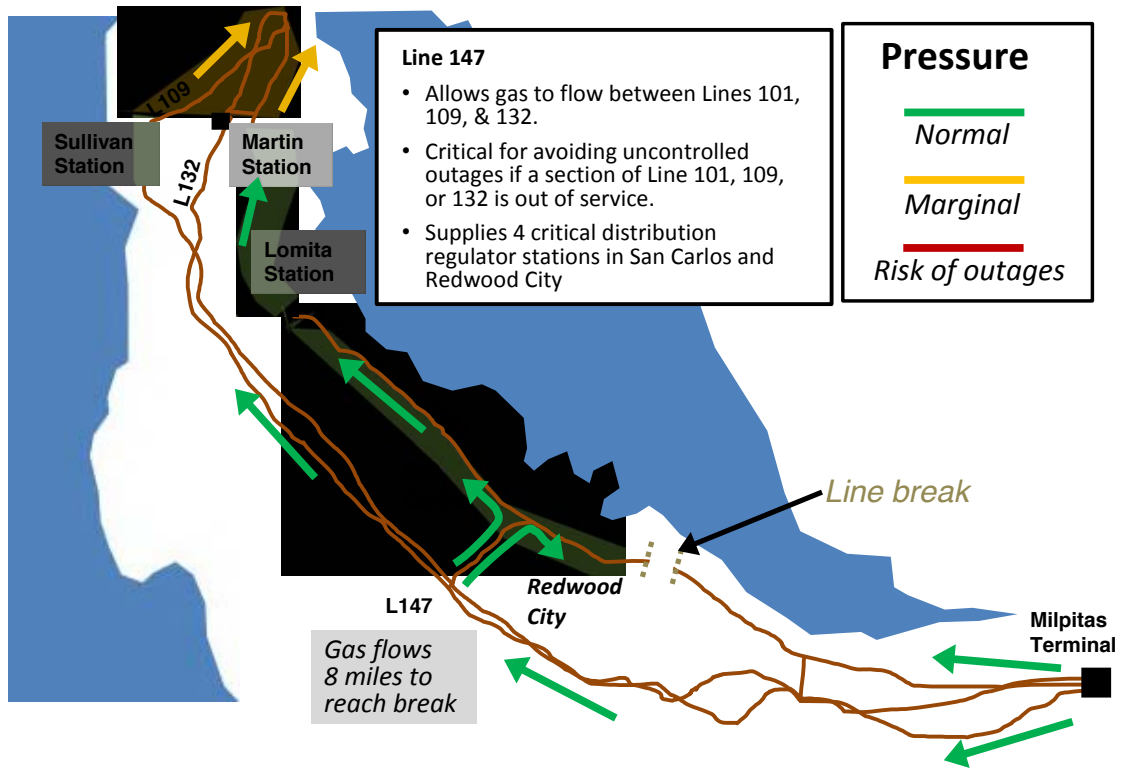 Line 147
• Allows gas to flow between Lines 101,
109, & 132.
• Critical for avoiding uncontrolled
outages if a section of Line 101, 109,
or 132 is out of service.
• Supplies 4 critical distribution
regulator stations in San Carlos and
Redwood City
Pressure
Normal
Marginal
Risk of outages
L109
Sullivan
Station
Martin
Station
L132
Lomita
Station
Line break
Redwood
City
L147
Gas flows
8 miles to
reach break
Milpitas
Terminal